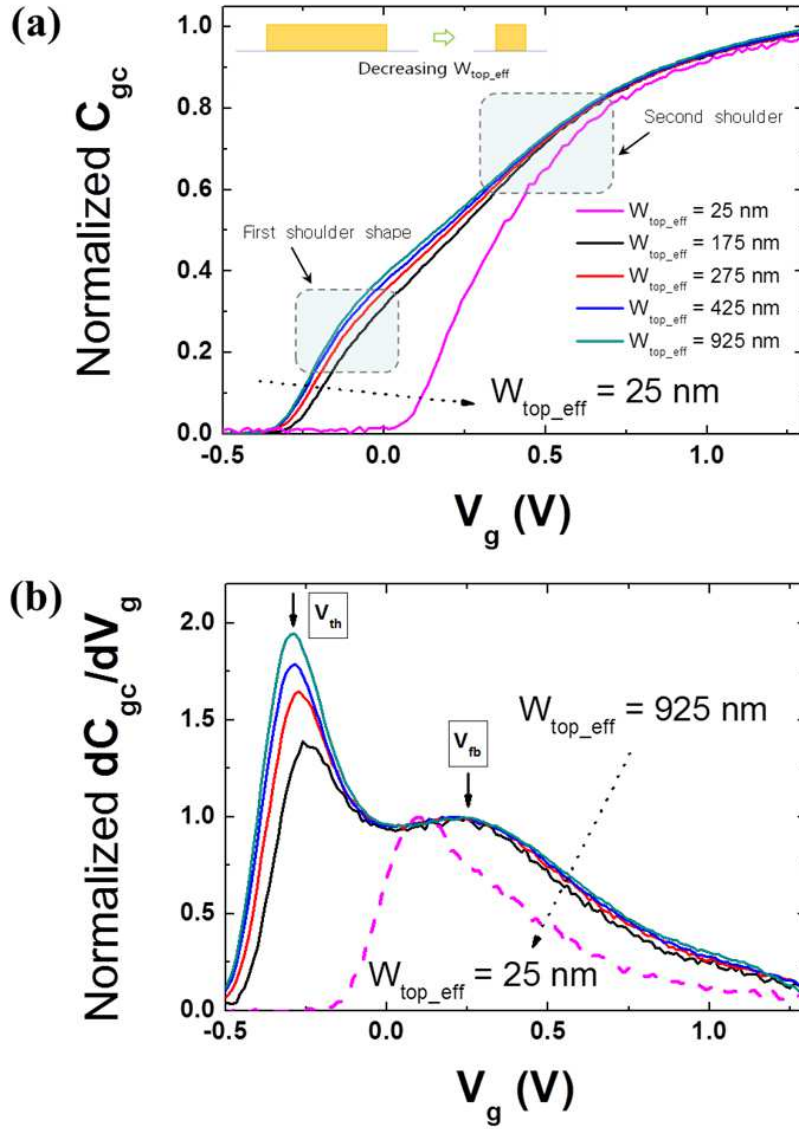 (a)
Decreasing W_top_eff
Second shoulder
First shoulder shape
W_top_eff = 25 nm
W_top_eff = 175 nm
W_top_eff = 275 nm
W_top_eff = 425 nm
W_top_eff = 925 nm
W_top_eff = 25 nm
Normalized C_gc
1.0
0.8
0.6
0.4
0.2
0.0
-0.5
0.0
0.5
1.0
V_g (V)
(b)
V_th
V_fb
W_top_eff = 925 nm
W_top_eff = 25 nm
Normalized dC_gc/dV_g
2.0
1.5
1.0
0.5
0.0
-0.5
0.0
0.5
1.0
V_g (V)